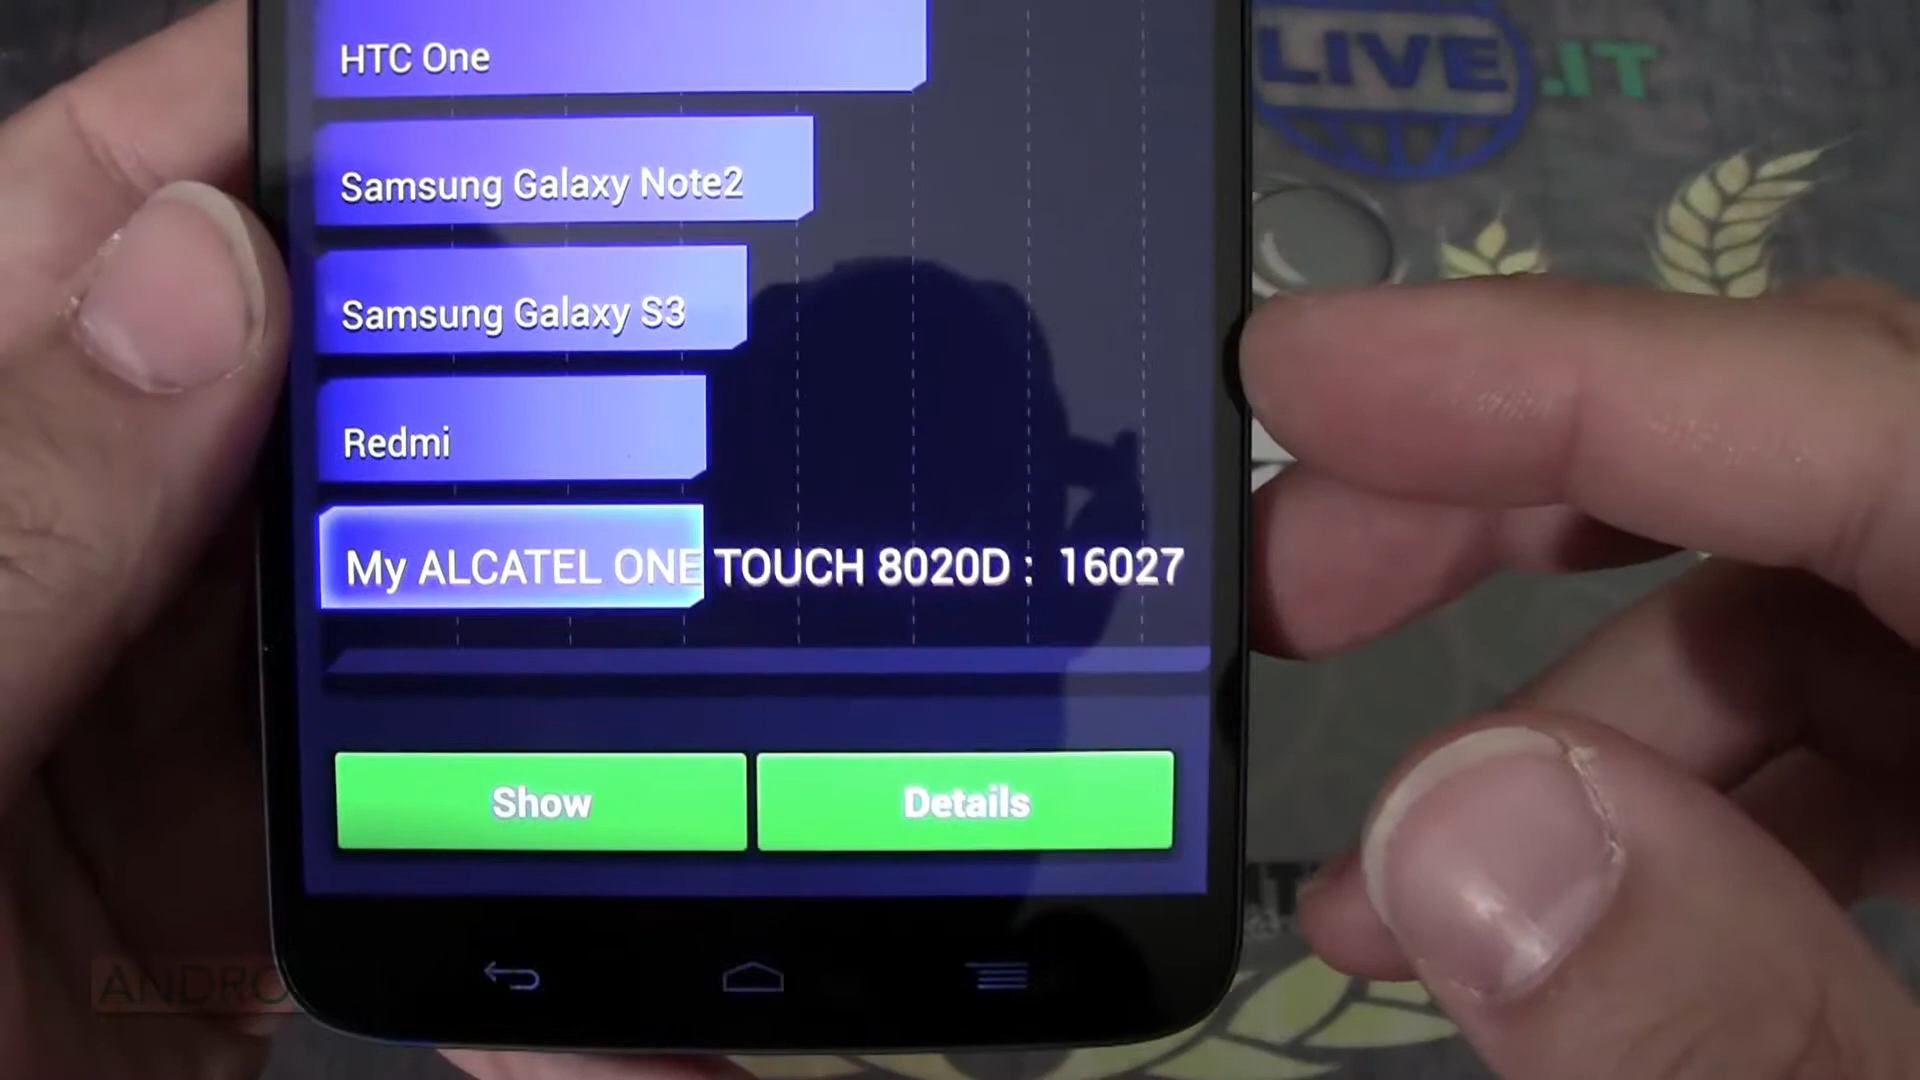 LIVE.IT
HTC One
Samsung Galaxy Note2
Samsung Galaxy S3
Redmi
My ALCATEL ONE TOUCH 8020D : 16027
Show
Details
ANDRO